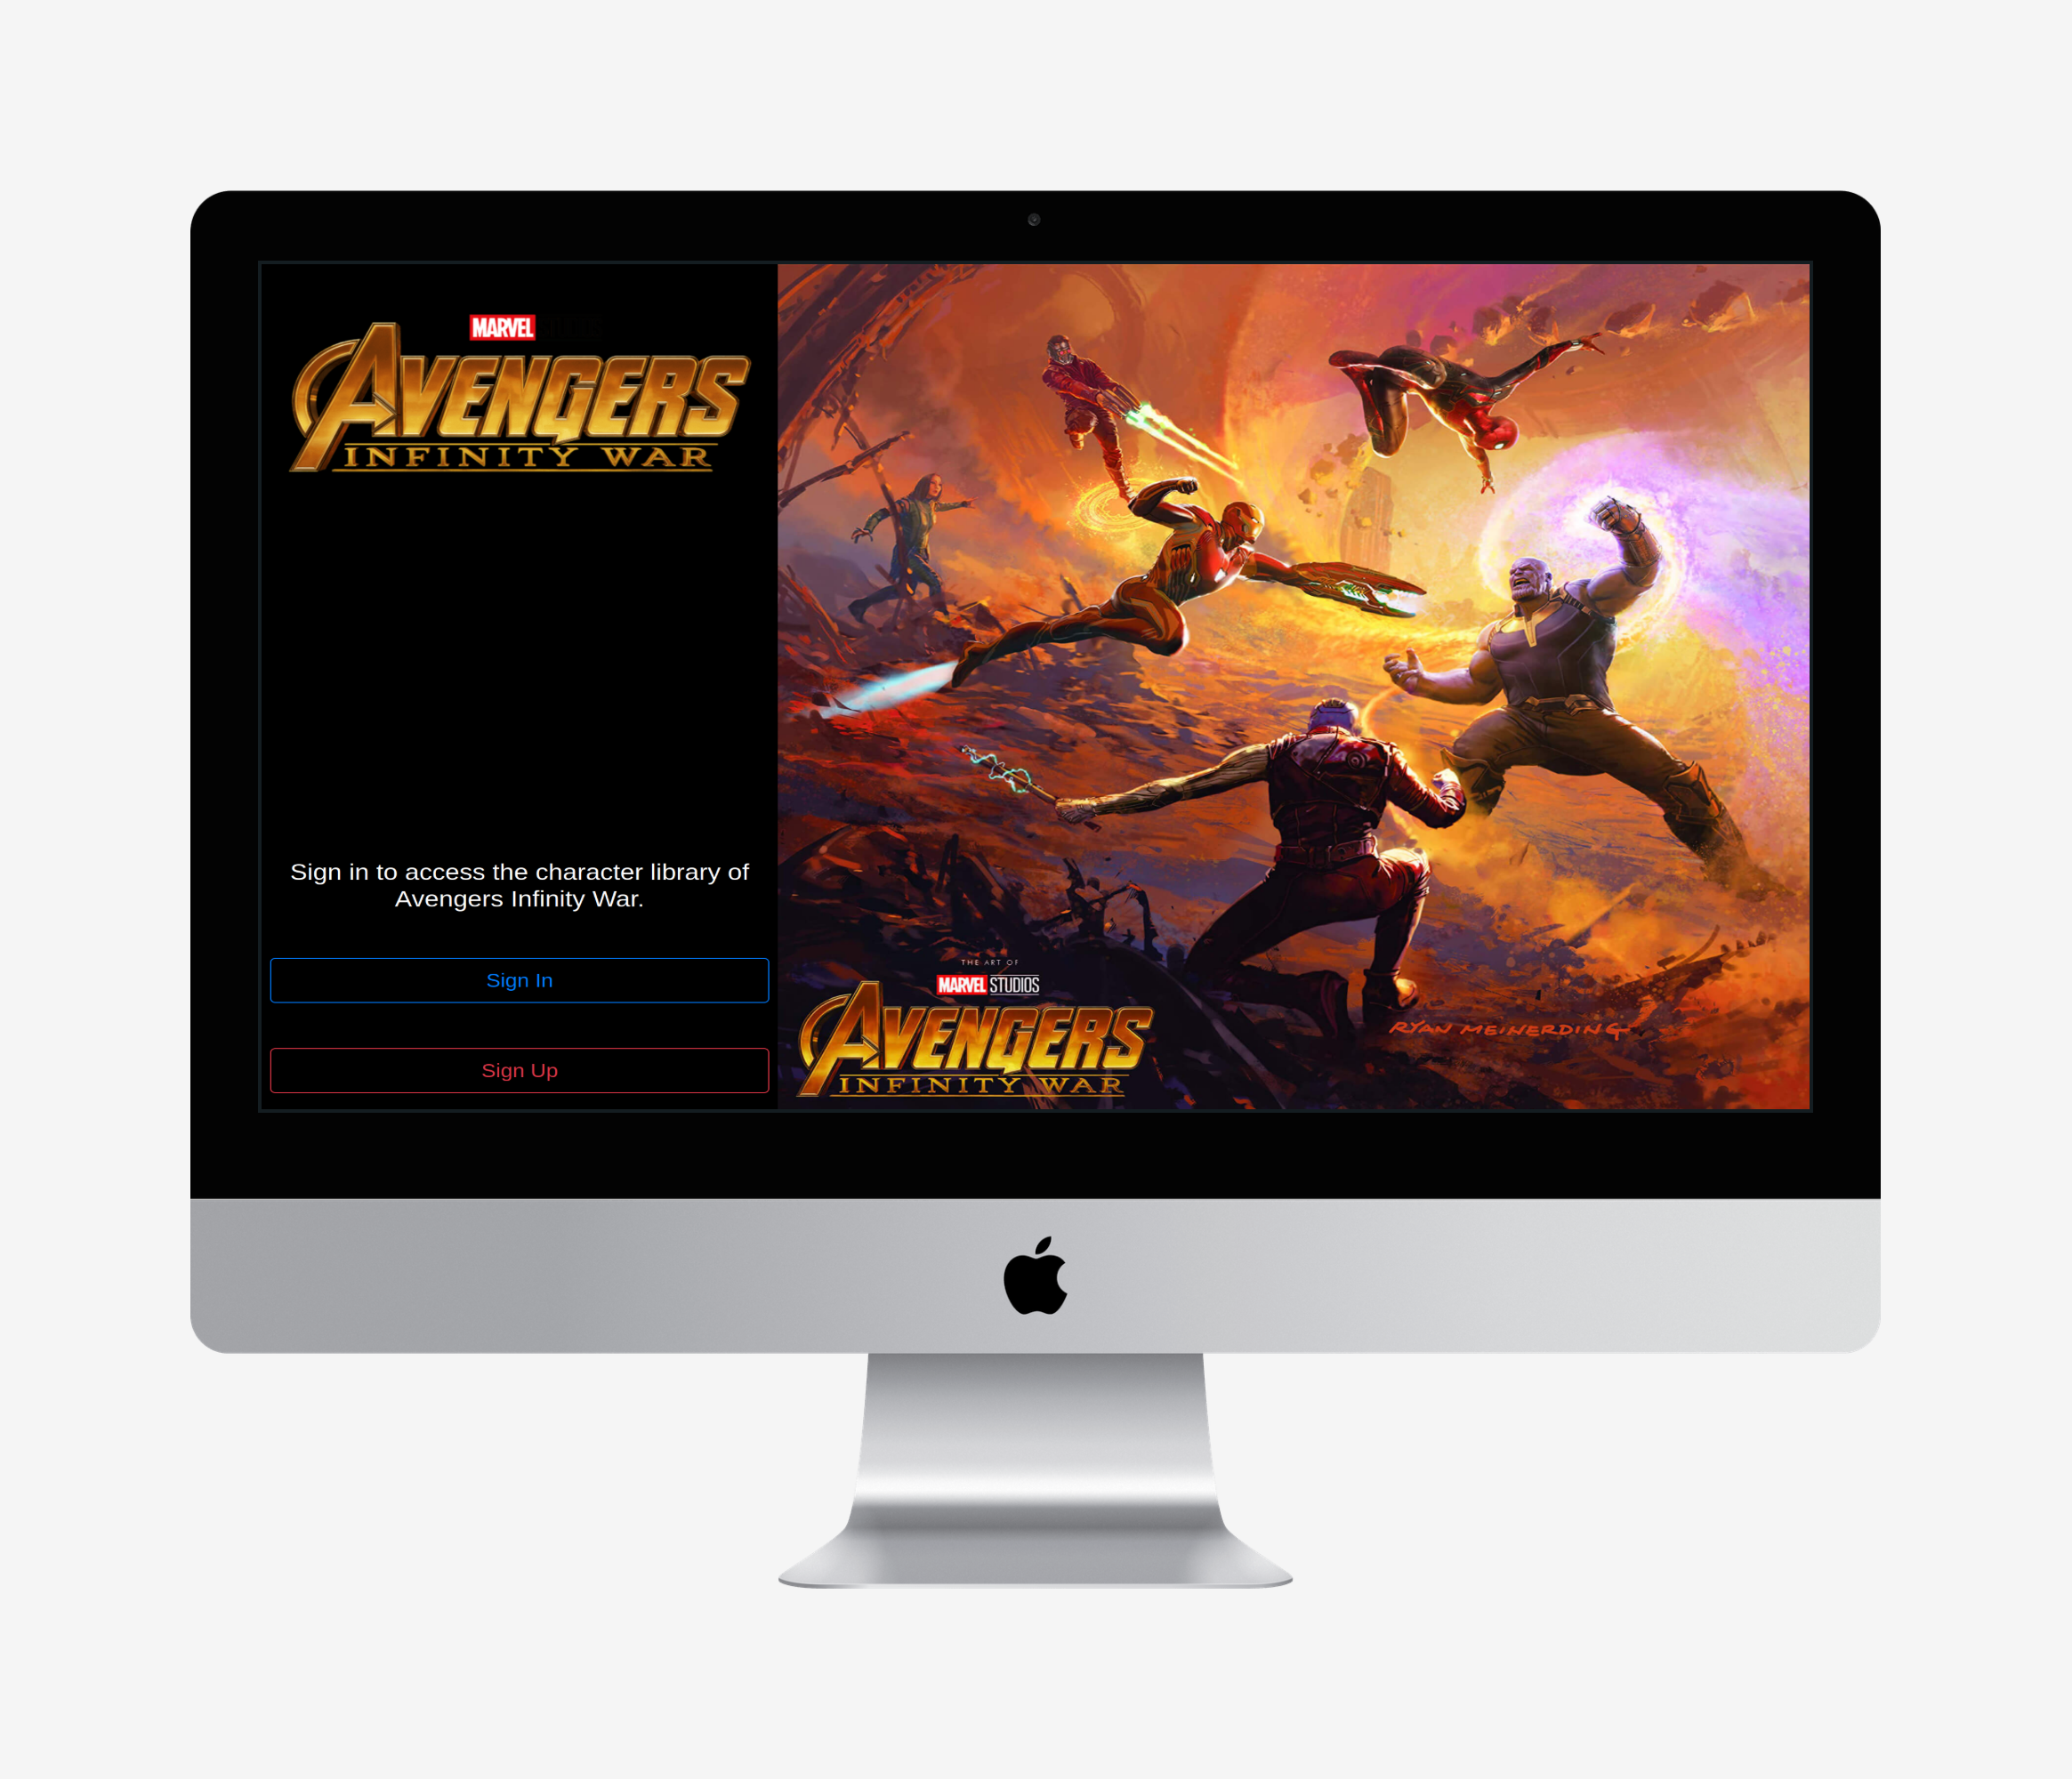 MARVEL
AVENGERS
INFINITY WAR
Sign in to access the character library of
Avengers Infinity War.
Sign In
Sign Up
THE ART OF
MARVEL STUDIOS
AVENGERS
INFINITY WAR
RYAN MEINERDING